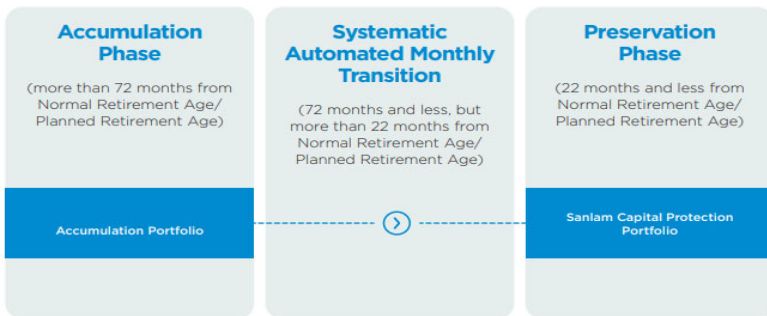 Accumulation
Phase
(more than 72 months from
Normal Retirement Age/
Planned Retirement Age)
Accumulation Portfolio
Systematic
Automated Monthly
Transition
(72 months and less, but
more than 22 months from
Normal Retirement Age/
Planned Retirement Age)
Preservation
Phase
(22 months and less from
Normal Retirement Age/
Planned Retirement Age)
Sanlam Capital Protection
Portfolio